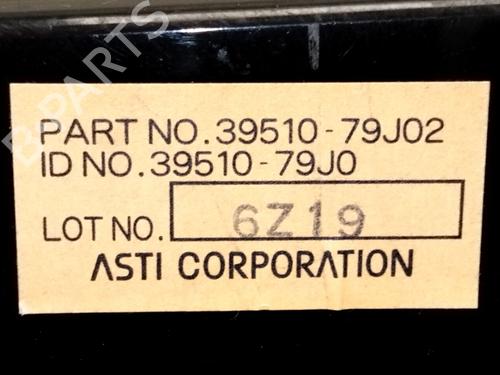 PART NO. 39510-79J02
ID NO. 39510-79J0
LOT NO. 6Z19
ASTI CORPORATION
B-PARTS